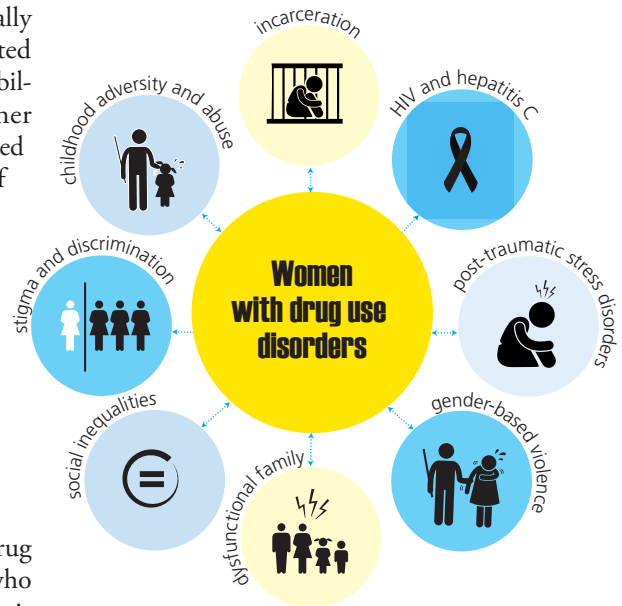 incarceration
HIV and hepatitis C
post-traumatic stress disorders
gender-based violence
dysfunctional family
social inequalities
stigma and discrimination
childhood adversity and abuse
Women
with drug use
disorders